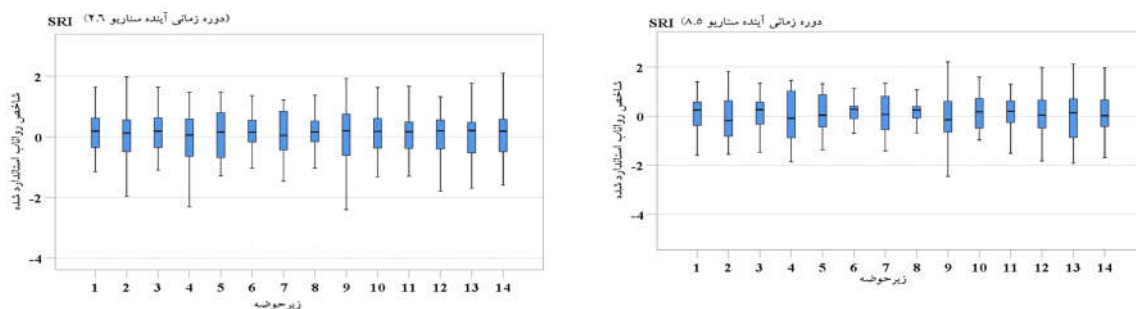 SRI دوره زمانی آینده سناریو ۲.۶)
شاخص رواناب استاندارد شده
2
0
-2
-4
1 2 3 4 5 6 7 8 9 10 11 12 13 14
زیرحوضه
SRI دوره زمانی آینده سناریو ۸.۵)
شاخص رواناب استاندارد شده
2
0
-2
-4
1 2 3 4 5 6 7 8 9 10 11 12 13 14
زیرحوضه